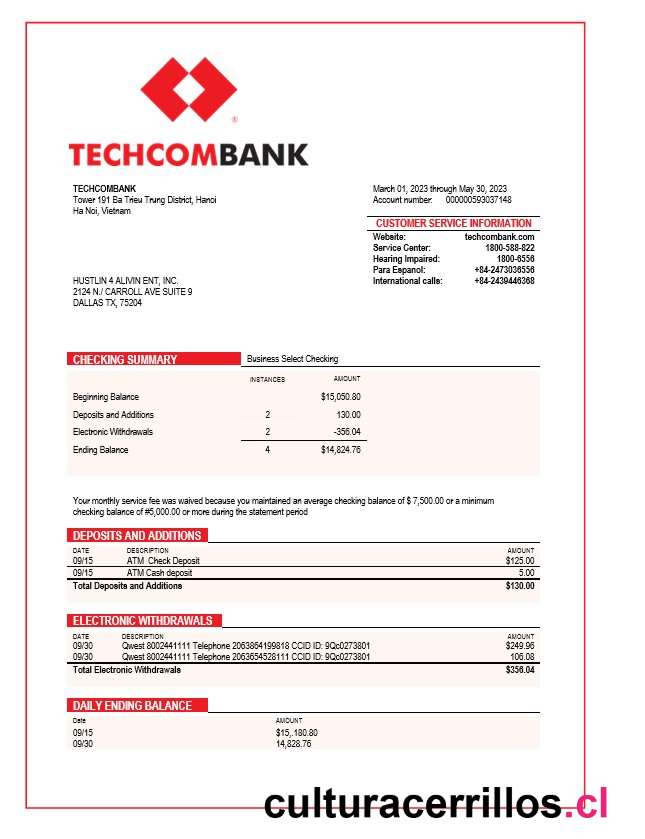 TECHCOMBANK
TECHCOMBANK
Tower 191 Ba Trieu Trung District, Hanoi
Ha Noi, Vietnam
March 01, 2023 through May 30, 2023
Account number: 000000593037148
CUSTOMER SERVICE INFORMATION
Website: techcombank.com
Service Center: 1800-588-822
Hearing Impaired: 1800-6556
Para Espanol: +84-2473036556
International calls: +84-2439446368
HUSTLIN 4 ALIVIN ENT, INC.
2124 N./ CARROLL AVE SUITE 9
DALLAS TX, 75204
CHECKING SUMMARY Business Select Checking
INSTANCES AMOUNT
Beginning Balance $15,050.80
Deposits and Additions 2 130.00
Electronic Withdrawals 2 -356.04
Ending Balance 4 $14,824.76
Your monthly service fee was waived because you maintained an average checking balance of $ 7,500.00 or a minimum
checking balance of #5,000.00 or more during the statement period
DEPOSITS AND ADDITIONS
DATE DESCRIPTION AMOUNT
09/15 ATM Check Deposit $125.00
09/15 ATM Cash deposit 5.00
Total Deposits and Additions $130.00
ELECTRONIC WITHDRAWALS
DATE DESCRIPTION AMOUNT
09/30 Qwest 8002441111 Telephone 2063864199818 CCID ID: 9Qc0273801 $249.96
09/30 Qwest 8002441111 Telephone 2063654528111 CCID ID: 9Qc0273801 106.08
Total Electronic Withdrawals $356.04
DAILY ENDING BALANCE
Date AMOUNT
09/15 $15,.180.80
09/30 14,828.76
culturacerrillos.cl